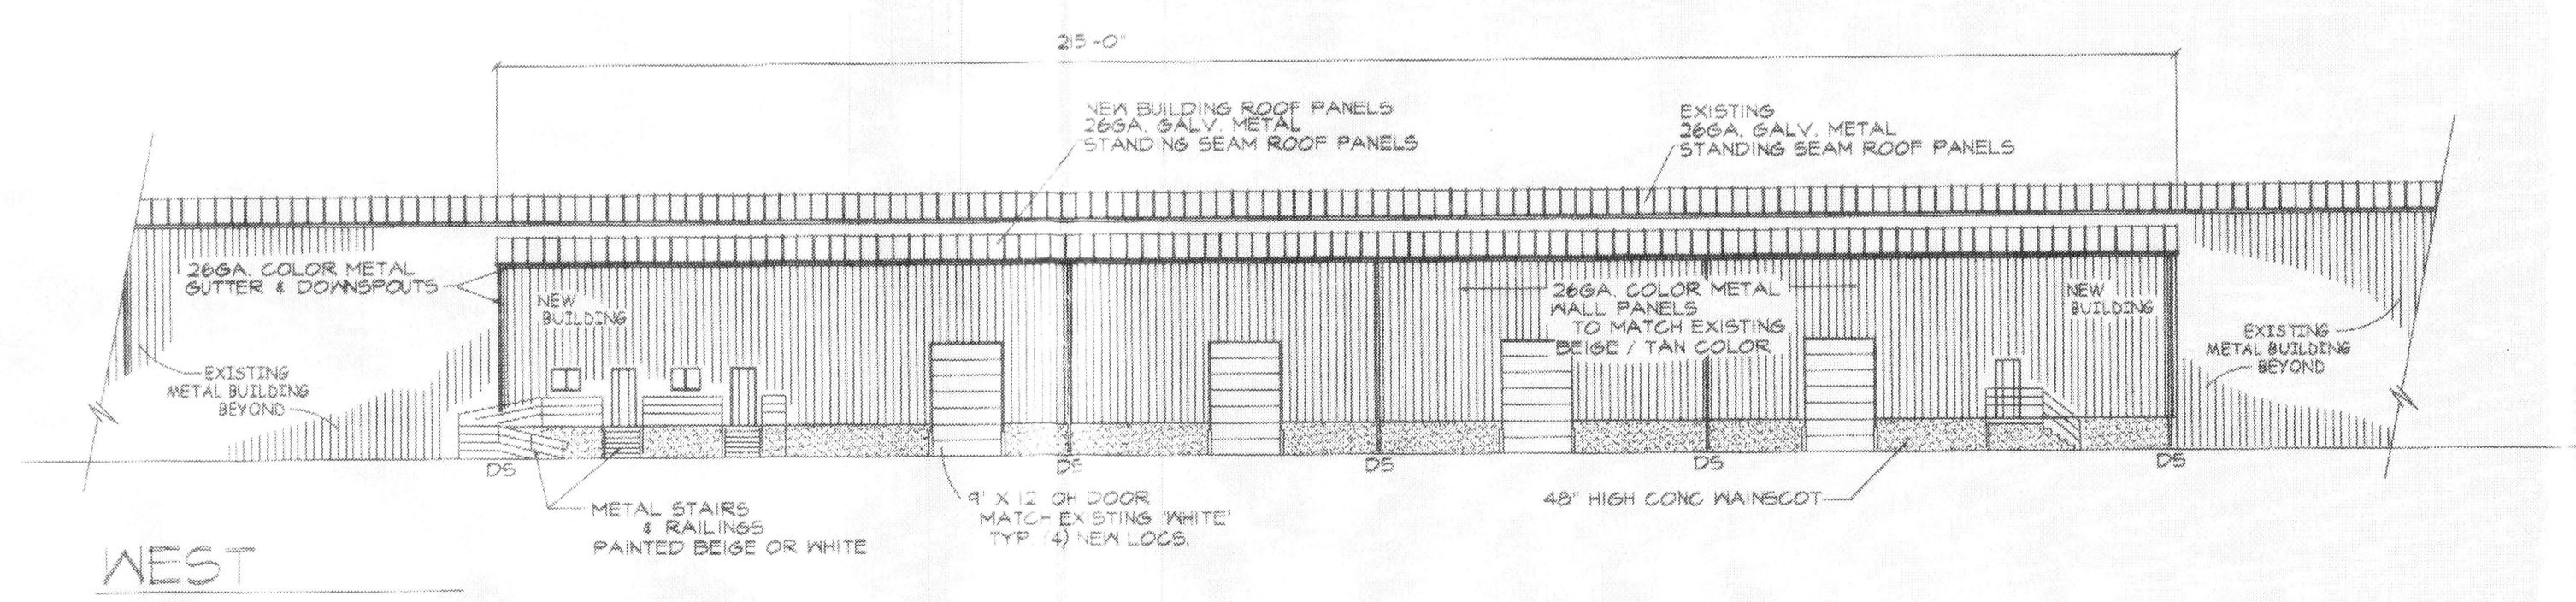 215'-0"
NEW BUILDING ROOF PANELS
26GA. GALV. METAL
STANDING SEAM ROOF PANELS
EXISTING
26GA. GALV. METAL
STANDING SEAM ROOF PANELS
26GA. COLOR METAL
GUTTER & DOWNSPOUTS
NEW
BUILDING
26GA. COLOR METAL
WALL PANELS
TO MATCH EXISTING
BEIGE / TAN COLOR
NEW
BUILDING
EXISTING
METAL BUILDING
BEYOND
EXISTING
METAL BUILDING
BEYOND
DS
DS
DS
DS
DS
METAL STAIRS
& RAILINGS
PAINTED BEIGE OR WHITE
9' X 12' OH DOOR
MATCH EXISTING 'WHITE'
TYP. (4) NEW LOCS.
48" HIGH CONC WAINSCOT
WEST